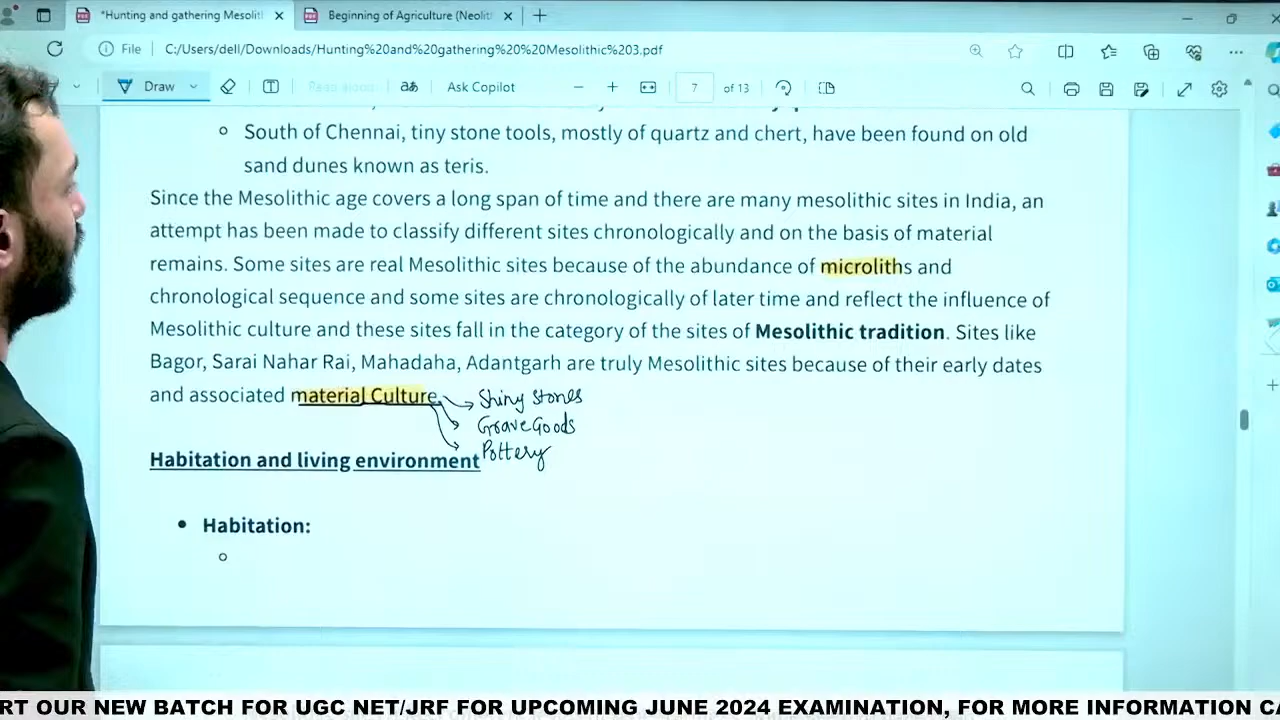 *Hunting and gathering Mesolit
Beginning of Agriculture (Neolit
File
C:/Users/dell/Downloads/Hunting%20and%20gathering%20%20Mesolithic%203.pdf
Draw
Read aloud
aあ
Ask Copilot
7
of 13
South of Chennai, tiny stone tools, mostly of quartz and chert, have been found on old
sand dunes known as teris.
Since the Mesolithic age covers a long span of time and there are many mesolithic sites in India, an
attempt has been made to classify different sites chronologically and on the basis of material
remains. Some sites are real Mesolithic sites because of the abundance of microliths and
chronological sequence and some sites are chronologically of later time and reflect the influence of
Mesolithic culture and these sites fall in the category of the sites of Mesolithic tradition. Sites like
Bagor, Sarai Nahar Rai, Mahadaha, Adantgarh are truly Mesolithic sites because of their early dates
and associated material Culture.
Shiny Stones
Grave Goods
Pottery
Habitation and living environment
Habitation:
RT OUR NEW BATCH FOR UGC NET/JRF FOR UPCOMING JUNE 2024 EXAMINATION, FOR MORE INFORMATION CA